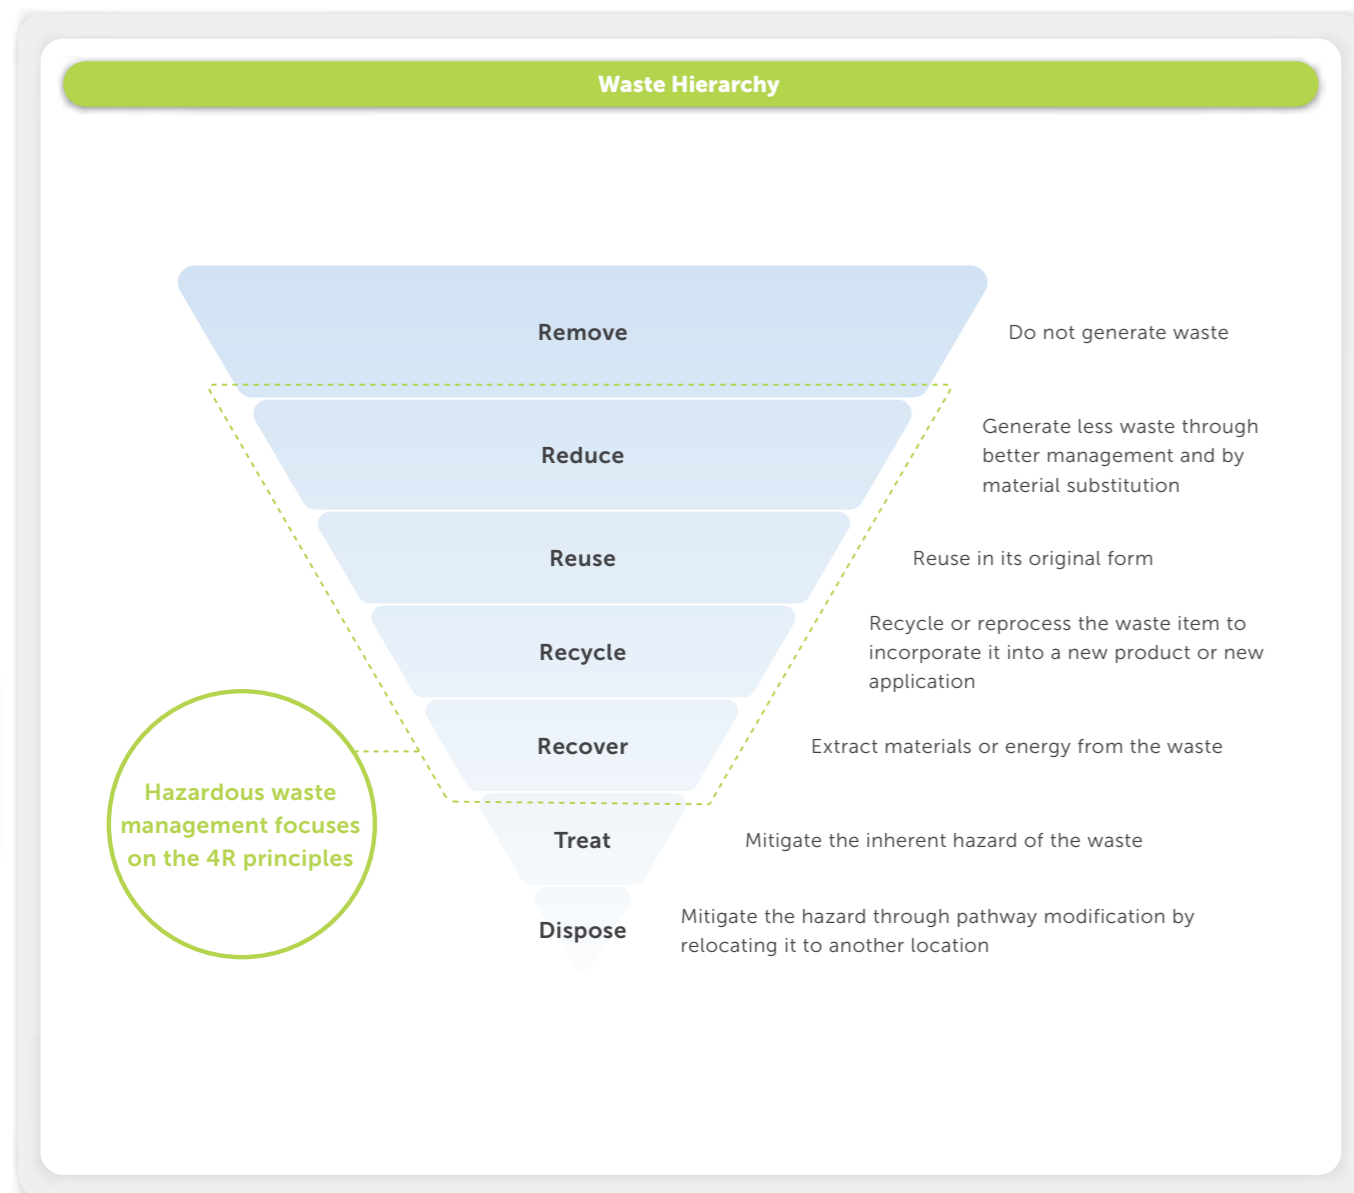 Waste Hierarchy
Remove
Do not generate waste
Reduce
Generate less waste through
better management and by
material substitution
Reuse
Reuse in its original form
Recycle
Recycle or reprocess the waste item to
incorporate it into a new product or new
application
Recover
Extract materials or energy from the waste
Hazardous waste
management focuses
on the 4R principles
Treat
Mitigate the inherent hazard of the waste
Dispose
Mitigate the hazard through pathway modification by
relocating it to another location